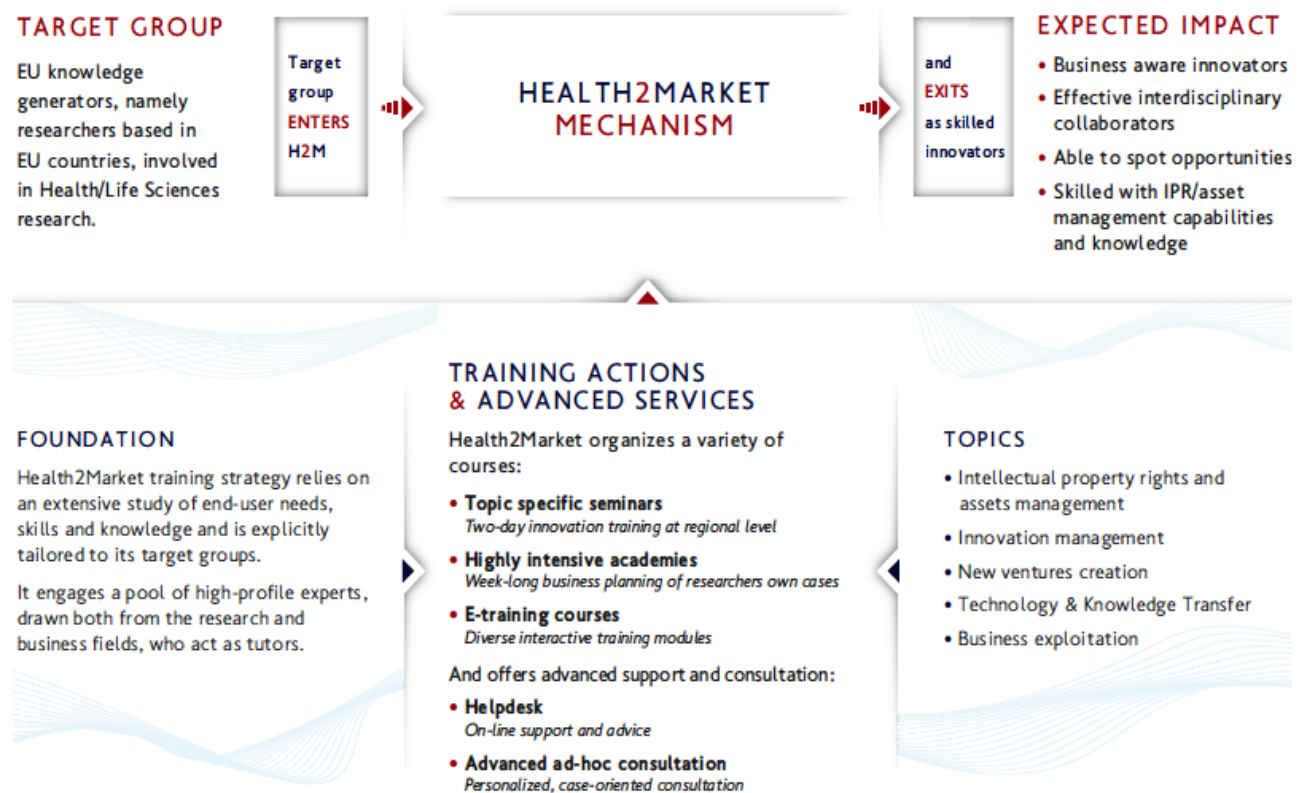 TARGET GROUP
EU knowledge
generators, namely
researchers based in
EU countries, involved
in Health/Life Sciences
research.
Target
group
ENTERS
H2M
HEALTH2MARKET
MECHANISM
and
EXITS
as skilled
innovators
EXPECTED IMPACT
• Business aware innovators
• Effective interdisciplinary
collaborators
• Able to spot opportunities
• Skilled with IPR/asset
management capabilities
and knowledge
FOUNDATION
Health2Market training strategy relies on
an extensive study of end-user needs,
skills and knowledge and is explicitly
tailored to its target groups.
It engages a pool of high-profile experts,
drawn both from the research and
business fields, who act as tutors.
TRAINING ACTIONS
& ADVANCED SERVICES
Health2Market organizes a variety of
courses:
• Topic specific seminars
Two-day innovation training at regional level
• Highly intensive academies
Week-long business planning of researchers own cases
• E-training courses
Diverse interactive training modules
And offers advanced support and consultation:
• Helpdesk
On-line support and advice
• Advanced ad-hoc consultation
Personalized, case-oriented consultation
TOPICS
• Intellectual property rights and
assets management
• Innovation management
• New ventures creation
• Technology & Knowledge Transfer
• Business exploitation